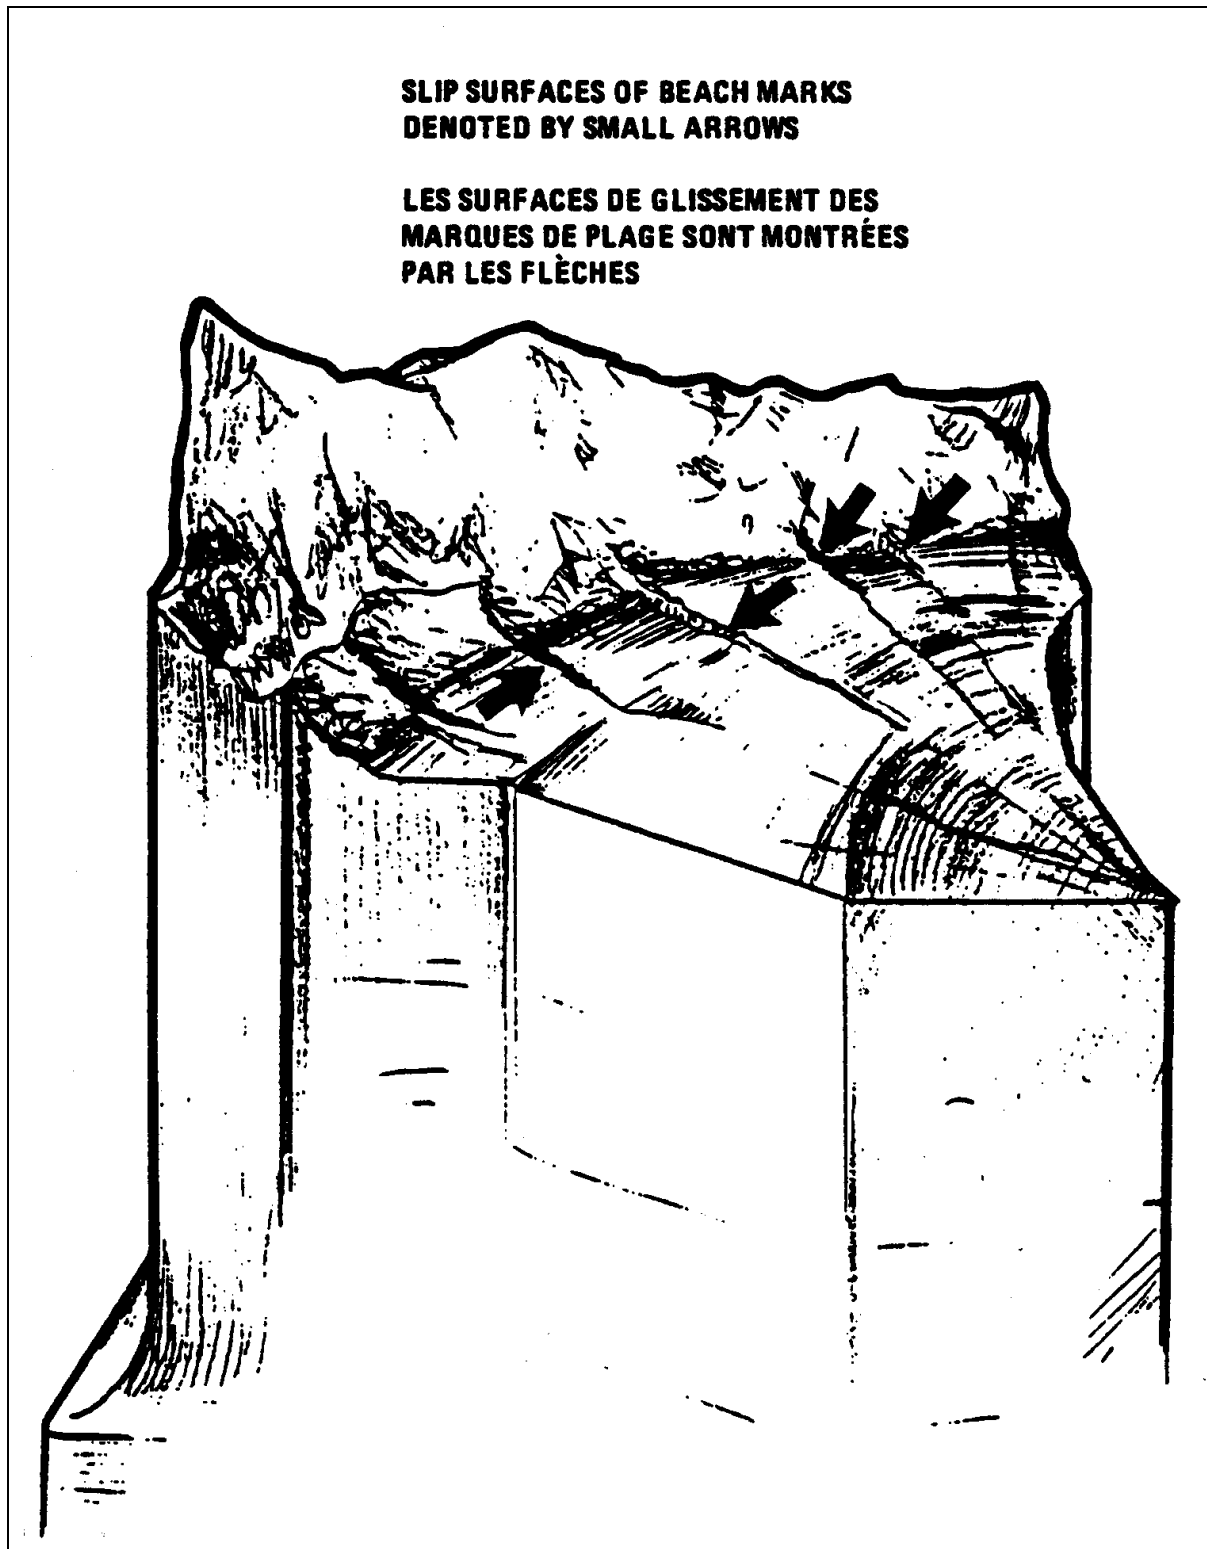 SLIP SURFACES OF BEACH MARKS
DENOTED BY SMALL ARROWS
LES SURFACES DE GLISSEMENT DES
MARQUES DE PLAGE SONT MONTRÉES
PAR LES FLÈCHES